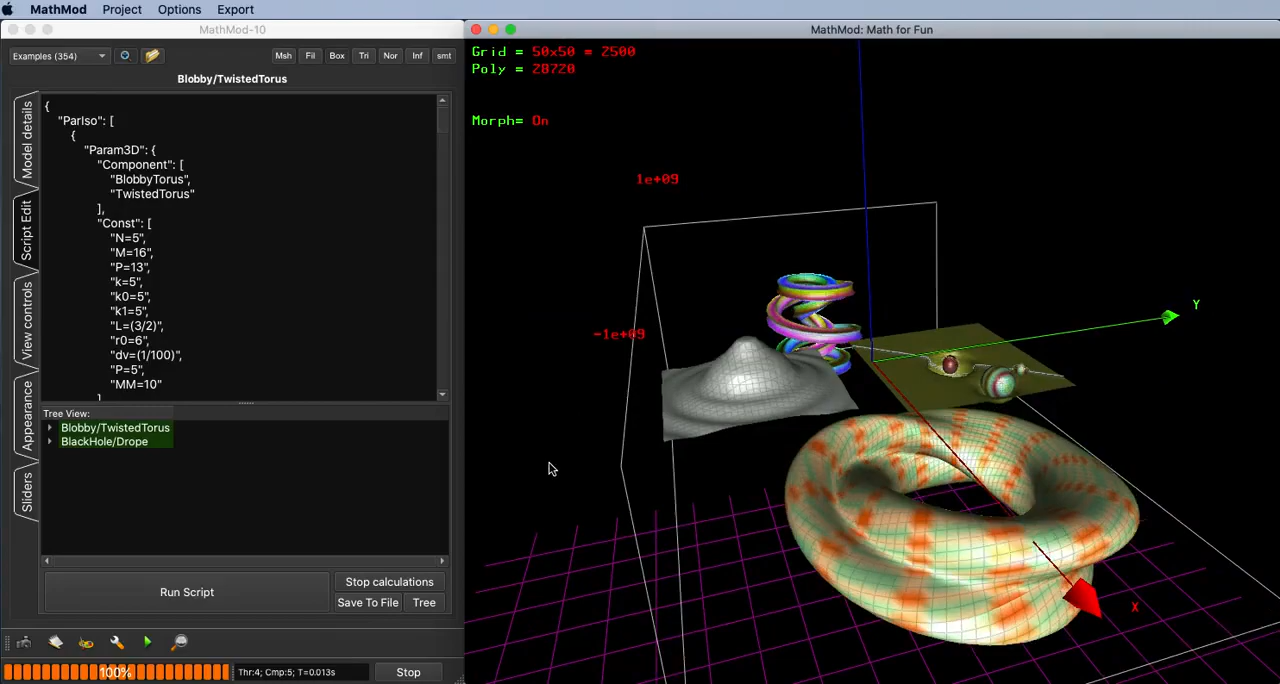 MathMod Project Options Export
MathMod-10
Examples (354)
Msh Fil Box Tri Nor Inf smt
Blobby/TwistedTorus
Model details
Script Edit
View controls
Appearance
Sliders
{
"ParIso": [
{
"Param3D": {
"Component": [
"BlobbyTorus",
"TwistedTorus"
],
"Const": [
"N=5",
"M=16",
"P=13",
"k=5",
"k0=5",
"k1=5",
"L=(3/2)",
"r0=6",
"dv=(1/100)",
"P=5",
"MM=10"
]
Tree View:
Blobby/TwistedTorus
BlackHole/Drope
Run Script
Stop calculations
Save To File
Tree
100%
Thr:4; Cmp:5; T=0.013s
Stop
MathMod: Math for Fun
Grid = 50x50 = 2500
Poly = 28720
Morph= On
1e+09
-1e+09
Y
X